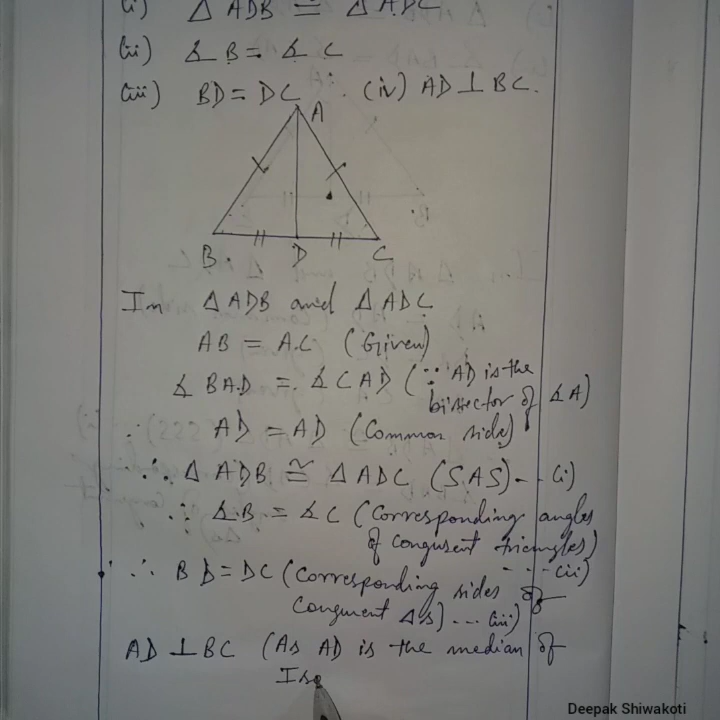 (i) △ ADB ≅ △ ADC
(ii) ∡ B = ∡ C
(iii) BD = DC (iv) AD ⊥ BC.
A
B. D C
In △ ADB and △ ADC
AB = AC (Given)
∡ BAD = ∡ CAD (∵ AD is the
bisector of ∡A)
∴ AD = AD (Common side)
∴ △ ADB ≅ △ ADC (SAS) -- (i)
∴ ∡B = ∡C (Corresponding angles
of congruent triangles)
--- (ii)
∴ BD = DC (Corresponding sides of
Congruent △s) --- (iii)
AD ⊥ BC (As AD is the median of
Iso
Deepak Shiwakoti